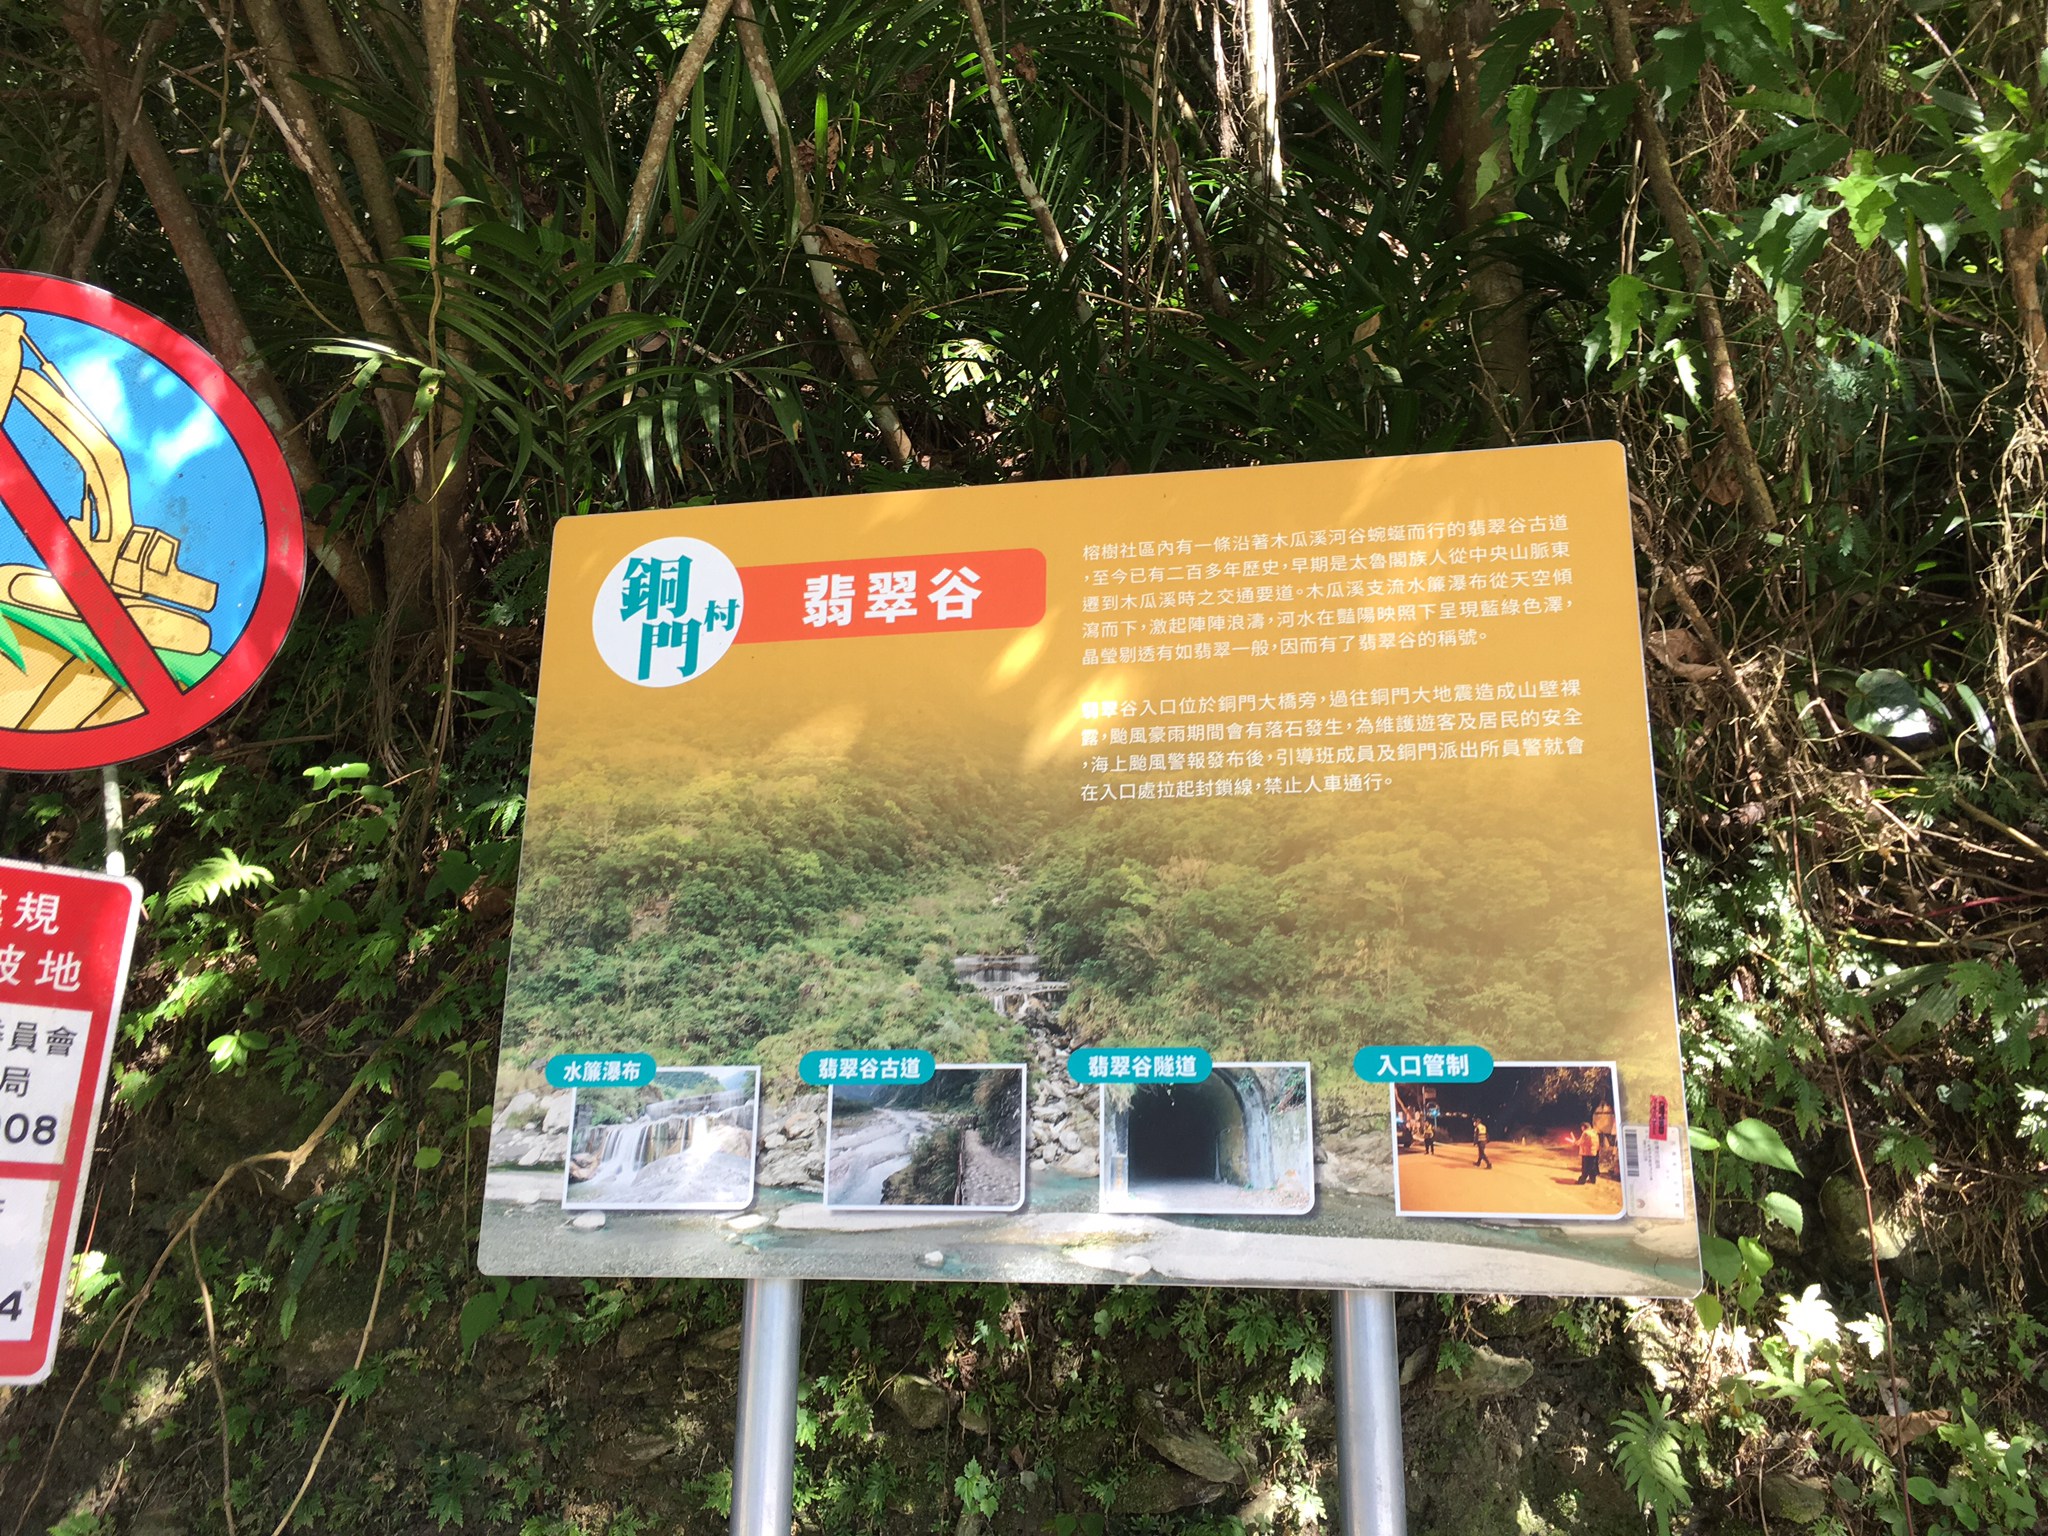 銅門村
翡翠谷
榕樹社區內有一條沿著木瓜溪河谷蜿蜒而行的翡翠谷古道
,至今已有二百多年歷史,早期是太魯閣族人從中央山脈東
遷到木瓜溪時之交通要道。木瓜溪支流水簾瀑布從天空傾
瀉而下,激起陣陣浪濤,河水在豔陽映照下呈現藍綠色澤,
晶瑩剔透有如翡翠一般,因而有了翡翠谷的稱號。
翡翠谷入口位於銅門大橋旁,過往銅門大地震造成山壁裸
露,颱風豪雨期間會有落石發生,為維護遊客及居民的安全
,海上颱風警報發布後,引導班成員及銅門派出所員警就會
在入口處拉起封鎖線,禁止人車通行。
水簾瀑布
翡翠谷古道
翡翠谷隧道
入口管制
規
坡地
委員會
局
908
4